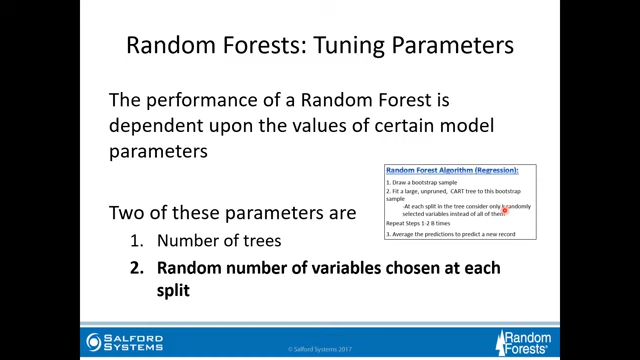 Random Forests: Tuning Parameters
The performance of a Random Forest is
dependent upon the values of certain model
parameters
Random Forest Algorithm (Regression):
1. Draw a bootstrap sample
2. Fit a large, unpruned, CART tree to this bootstrap
sample
-At each split in the tree consider only k randomly
selected variables instead of all of them
Repeat Steps 1-2 B times
3. Average the predictions to predict a new record
Two of these parameters are
1. Number of trees
2. Random number of variables chosen at each
split
SALFORD
SYSTEMS
© Salford Systems 2017
Random
Forests®